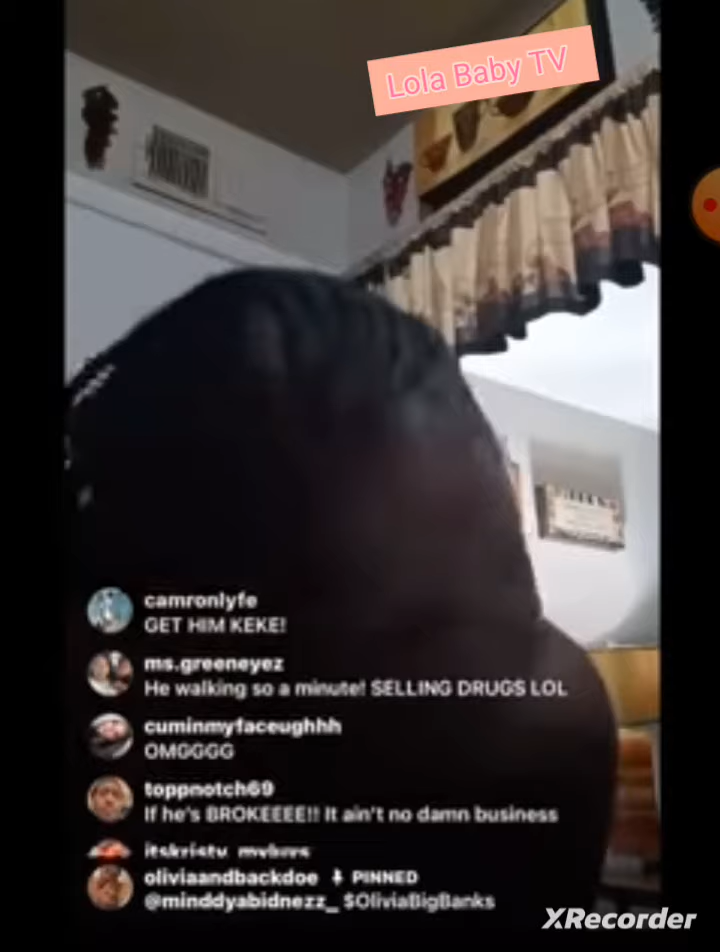 Lola Baby TV
camronlyfe
GET HIM KEKE!
ms.greeneyez
He walking so a minute! SELLING DRUGS LOL
cuminmyfaceughhh
OMGGGG
toppnotch69
If he's BROKEEEE!! It ain't no damn business
oliviaandbackdoe PINNED
@minddyabidnezz_ $OliviaBigBanks
XRecorder